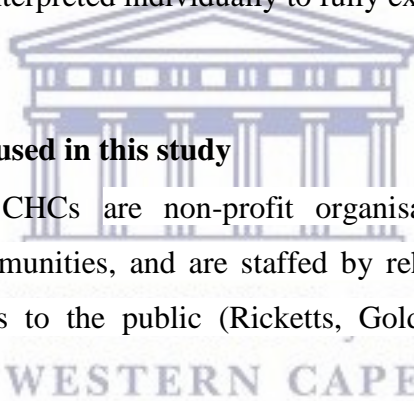 nterpreted individually to fully ex
used in this study
CHCs are non-profit organisa
mmunities, and are staffed by rel
s to the public (Ricketts, Gold
WESTERN CAPE